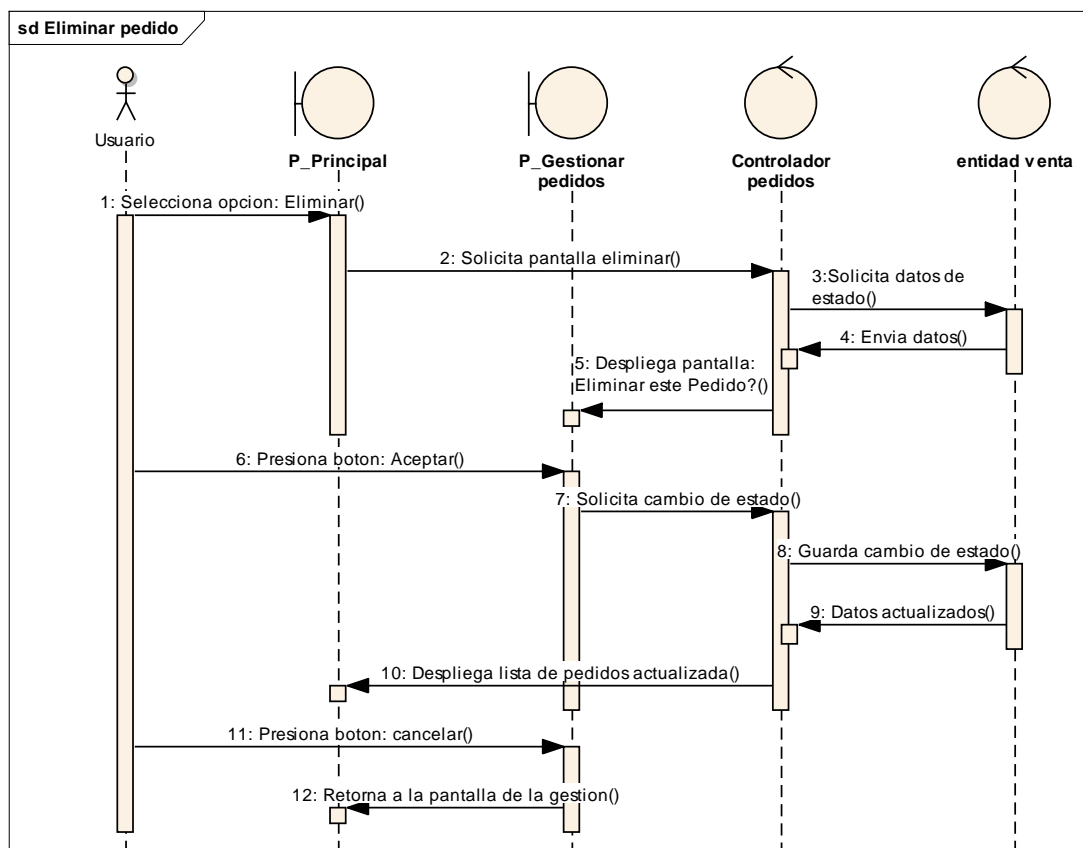 sd Eliminar pedido
Usuario
P_Principal
P_Gestionar
pedidos
Controlador
pedidos
entidad venta
1: Selecciona opcion: Eliminar()
2: Solicita pantalla eliminar()
3:Solicita datos de
estado()
4: Envia datos()
5: Despliega pantalla:
Eliminar este Pedido?()
6: Presiona boton: Aceptar()
7: Solicita cambio de estado()
8: Guarda cambio de estado()
9: Datos actualizados()
10: Despliega lista de pedidos actualizada()
11: Presiona boton: cancelar()
12: Retorna a la pantalla de la gestion()